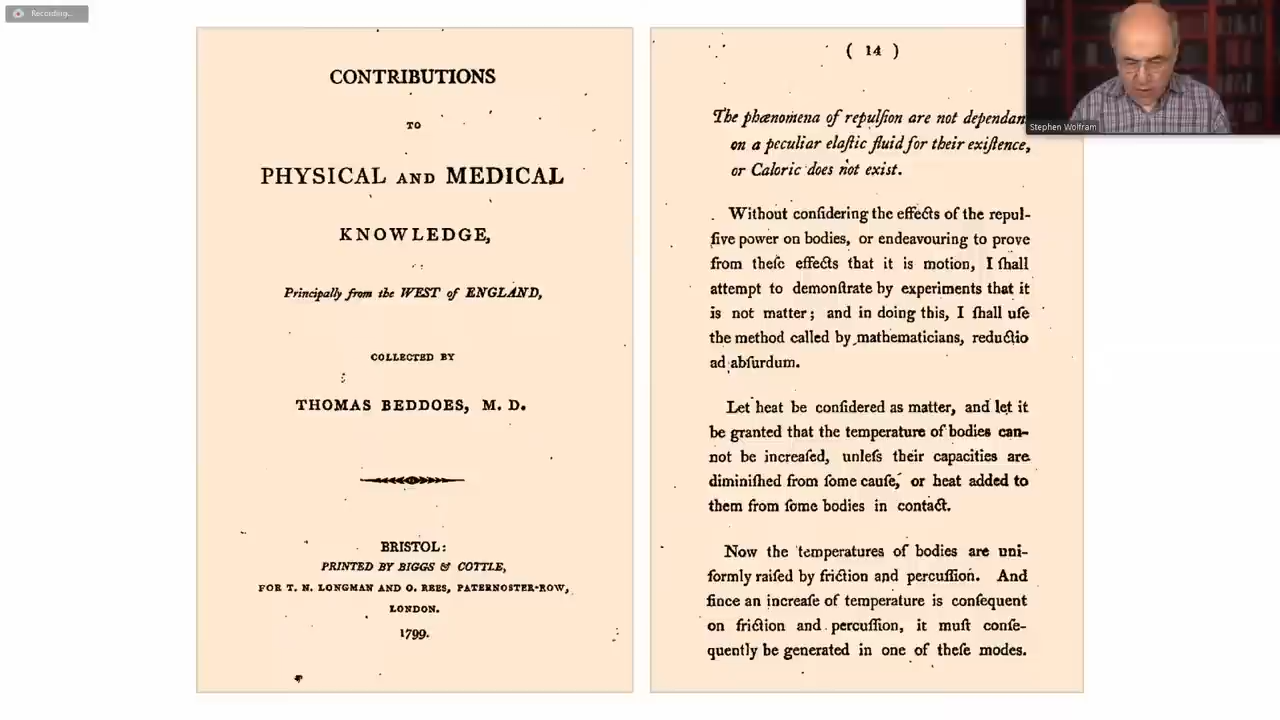 Recording...
CONTRIBUTIONS
TO
PHYSICAL AND MEDICAL
KNOWLEDGE,
Principally from the WEST of ENGLAND,
COLLECTED BY
THOMAS BEDDOES, M. D.
BRISTOL:
PRINTED BY BIGGS & COTTLE,
FOR T. N. LONGMAN AND O. REES, PATERNOSTER-ROW,
LONDON.
1799.
( 14 )
The phænomena of repulſion are not dependan
on a peculiar elaſtic fluid for their exiſtence,
or Caloric does not exist.
Without conſidering the effects of the repul-
ſive power on bodies, or endeavouring to prove
from theſe effects that it is motion, I ſhall
attempt to demonſtrate by experiments that it
is not matter; and in doing this, I ſhall uſe
the method called by mathematicians, reductio
ad abſurdum.
Let heat be conſidered as matter, and let it
be granted that the temperature of bodies can-
not be increaſed, unleſs their capacities are
diminiſhed from ſome cauſe, or heat added to
them from ſome bodies in contact.
Now the temperatures of bodies are uni-
formly raiſed by friction and percuſſion. And
ſince an increaſe of temperature is conſequent
on friction and percuſſion, it muſt conſe-
quently be generated in one of theſe modes.
Stephen Wolfram